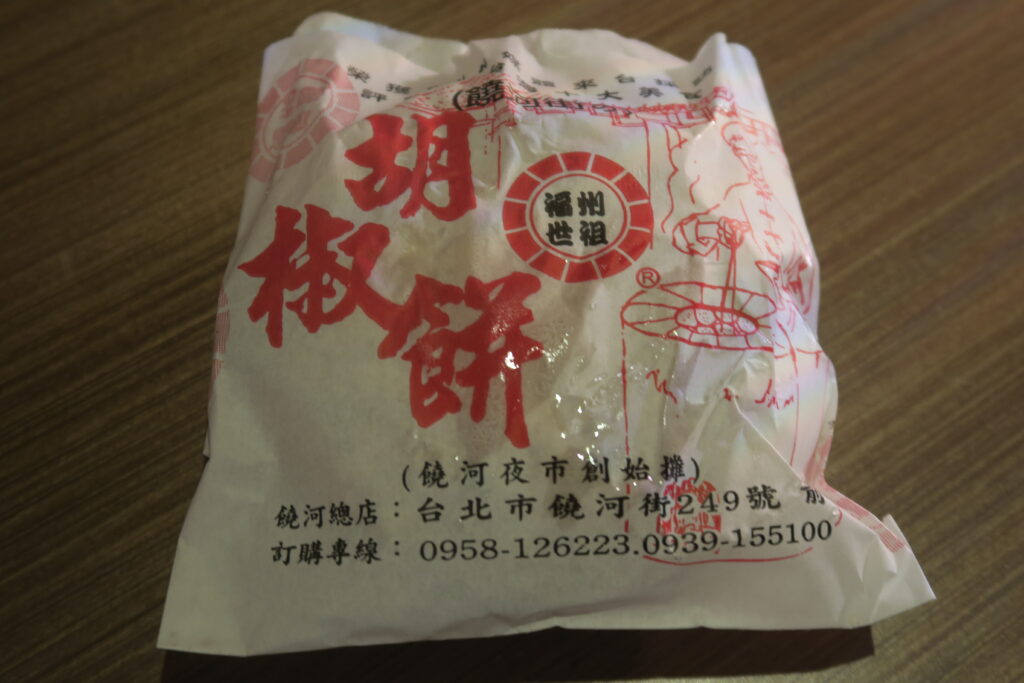 胡椒餅
福州
世祖
®
(饒河夜市創始攤)
饒河總店：台北市饒河街249號前
訂購專線：0958-126223.0939-155100